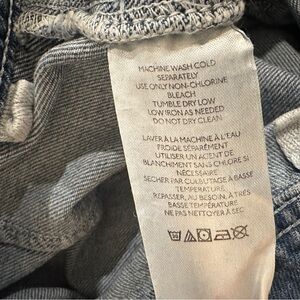 MACHINE WASH COLD
SEPARATELY
USE ONLY NON-CHLORINE
BLEACH
TUMBLE DRY LOW
LOW IRON AS NEEDED
DO NOT DRY CLEAN
LAVER À LA MACHINE À L'EAU
FROIDE SÉPARÉMENT
UTILISER UN AGENT DE
BLANCHIMENT SANS CHLORE SI
NÉCESSAIRE
SECHER PAR CULBUTAGE À BASSE
TEMPERATURE
REPASSER, AU BESOIN, À TRÈS
BASSE TEMPÉRATURE
NE PAS NETTOYER À SEC